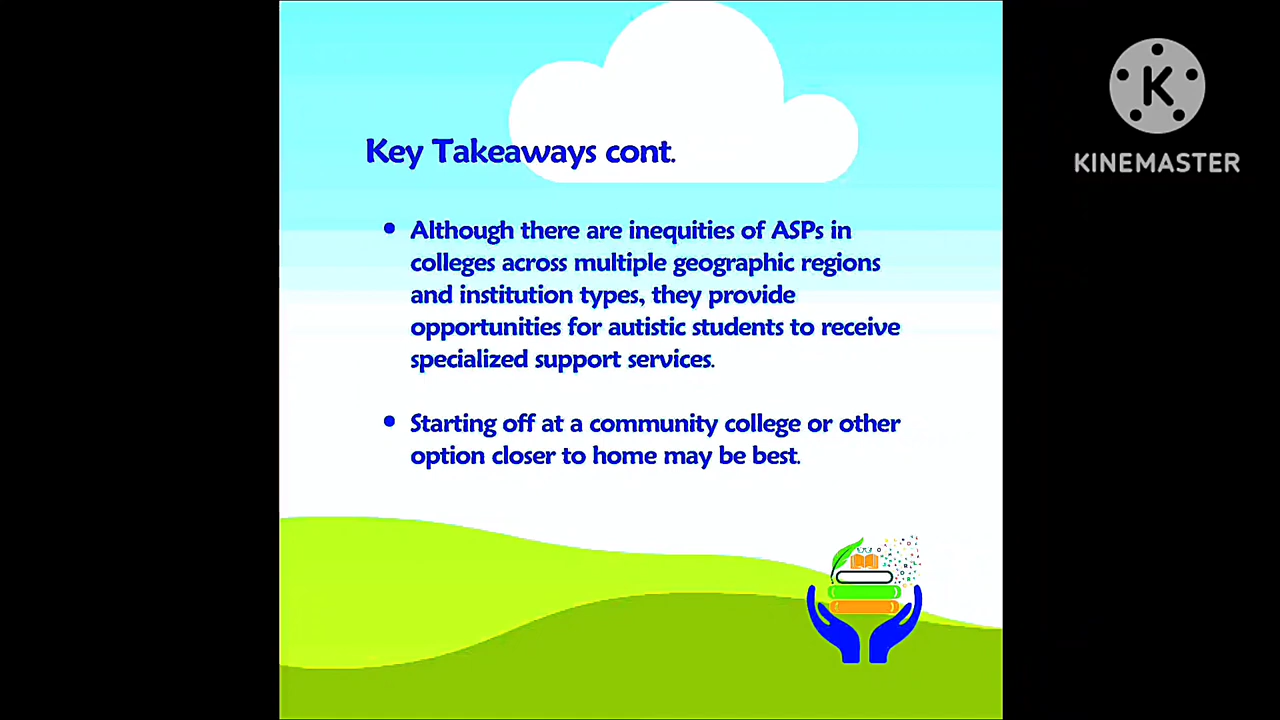 Key Takeaways cont.
• Although there are inequities of ASPs in
colleges across multiple geographic regions
and institution types, they provide
opportunities for autistic students to receive
specialized support services.
• Starting off at a community college or other
option closer to home may be best.
K
KINEMASTER